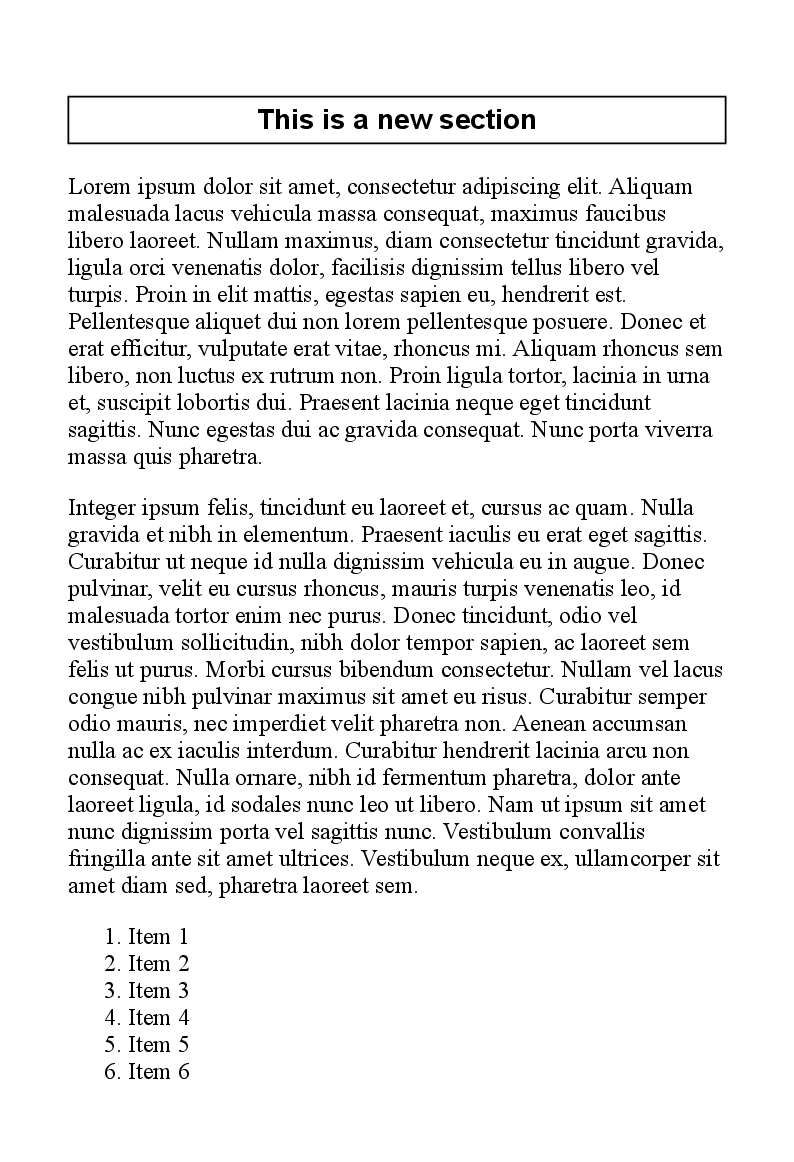 This is a new section
Lorem ipsum dolor sit amet, consectetur adipiscing elit. Aliquam
malesuada lacus vehicula massa consequat, maximus faucibus
libero laoreet. Nullam maximus, diam consectetur tincidunt gravida,
ligula orci venenatis dolor, facilisis dignissim tellus libero vel
turpis. Proin in elit mattis, egestas sapien eu, hendrerit est.
Pellentesque aliquet dui non lorem pellentesque posuere. Donec et
erat efficitur, vulputate erat vitae, rhoncus mi. Aliquam rhoncus sem
libero, non luctus ex rutrum non. Proin ligula tortor, lacinia in urna
et, suscipit lobortis dui. Praesent lacinia neque eget tincidunt
sagittis. Nunc egestas dui ac gravida consequat. Nunc porta viverra
massa quis pharetra.
Integer ipsum felis, tincidunt eu laoreet et, cursus ac quam. Nulla
gravida et nibh in elementum. Praesent iaculis eu erat eget sagittis.
Curabitur ut neque id nulla dignissim vehicula eu in augue. Donec
pulvinar, velit eu cursus rhoncus, mauris turpis venenatis leo, id
malesuada tortor enim nec purus. Donec tincidunt, odio vel
vestibulum sollicitudin, nibh dolor tempor sapien, ac laoreet sem
felis ut purus. Morbi cursus bibendum consectetur. Nullam vel lacus
congue nibh pulvinar maximus sit amet eu risus. Curabitur semper
odio mauris, nec imperdiet velit pharetra non. Aenean accumsan
nulla ac ex iaculis interdum. Curabitur hendrerit lacinia arcu non
consequat. Nulla ornare, nibh id fermentum pharetra, dolor ante
laoreet ligula, id sodales nunc leo ut libero. Nam ut ipsum sit amet
nunc dignissim porta vel sagittis nunc. Vestibulum convallis
fringilla ante sit amet ultrices. Vestibulum neque ex, ullamcorper sit
amet diam sed, pharetra laoreet sem.
1. Item 1
2. Item 2
3. Item 3
4. Item 4
5. Item 5
6. Item 6